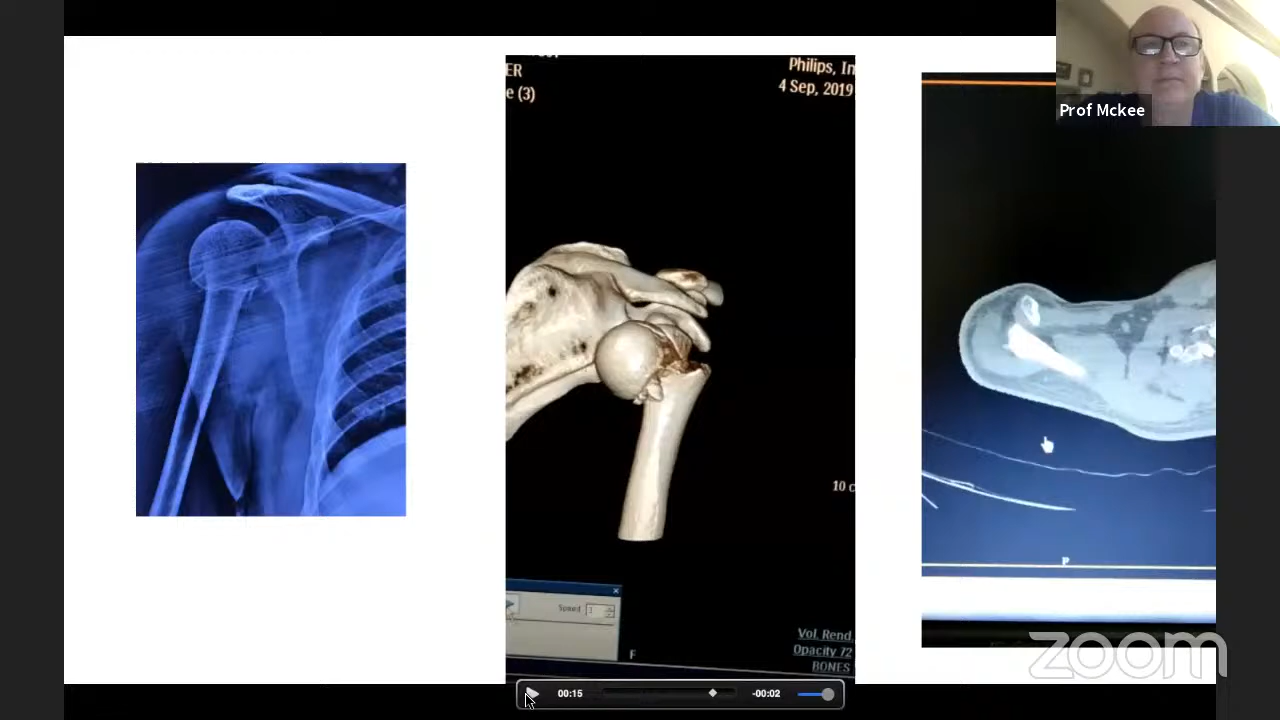 ER
e (3)
Philips, In
4 Sep, 2019
Prof Mckee
10 c
Speed 3
F
P
Vol. Rend
Opacity 72
BONES
zoom
00:15
-00:02